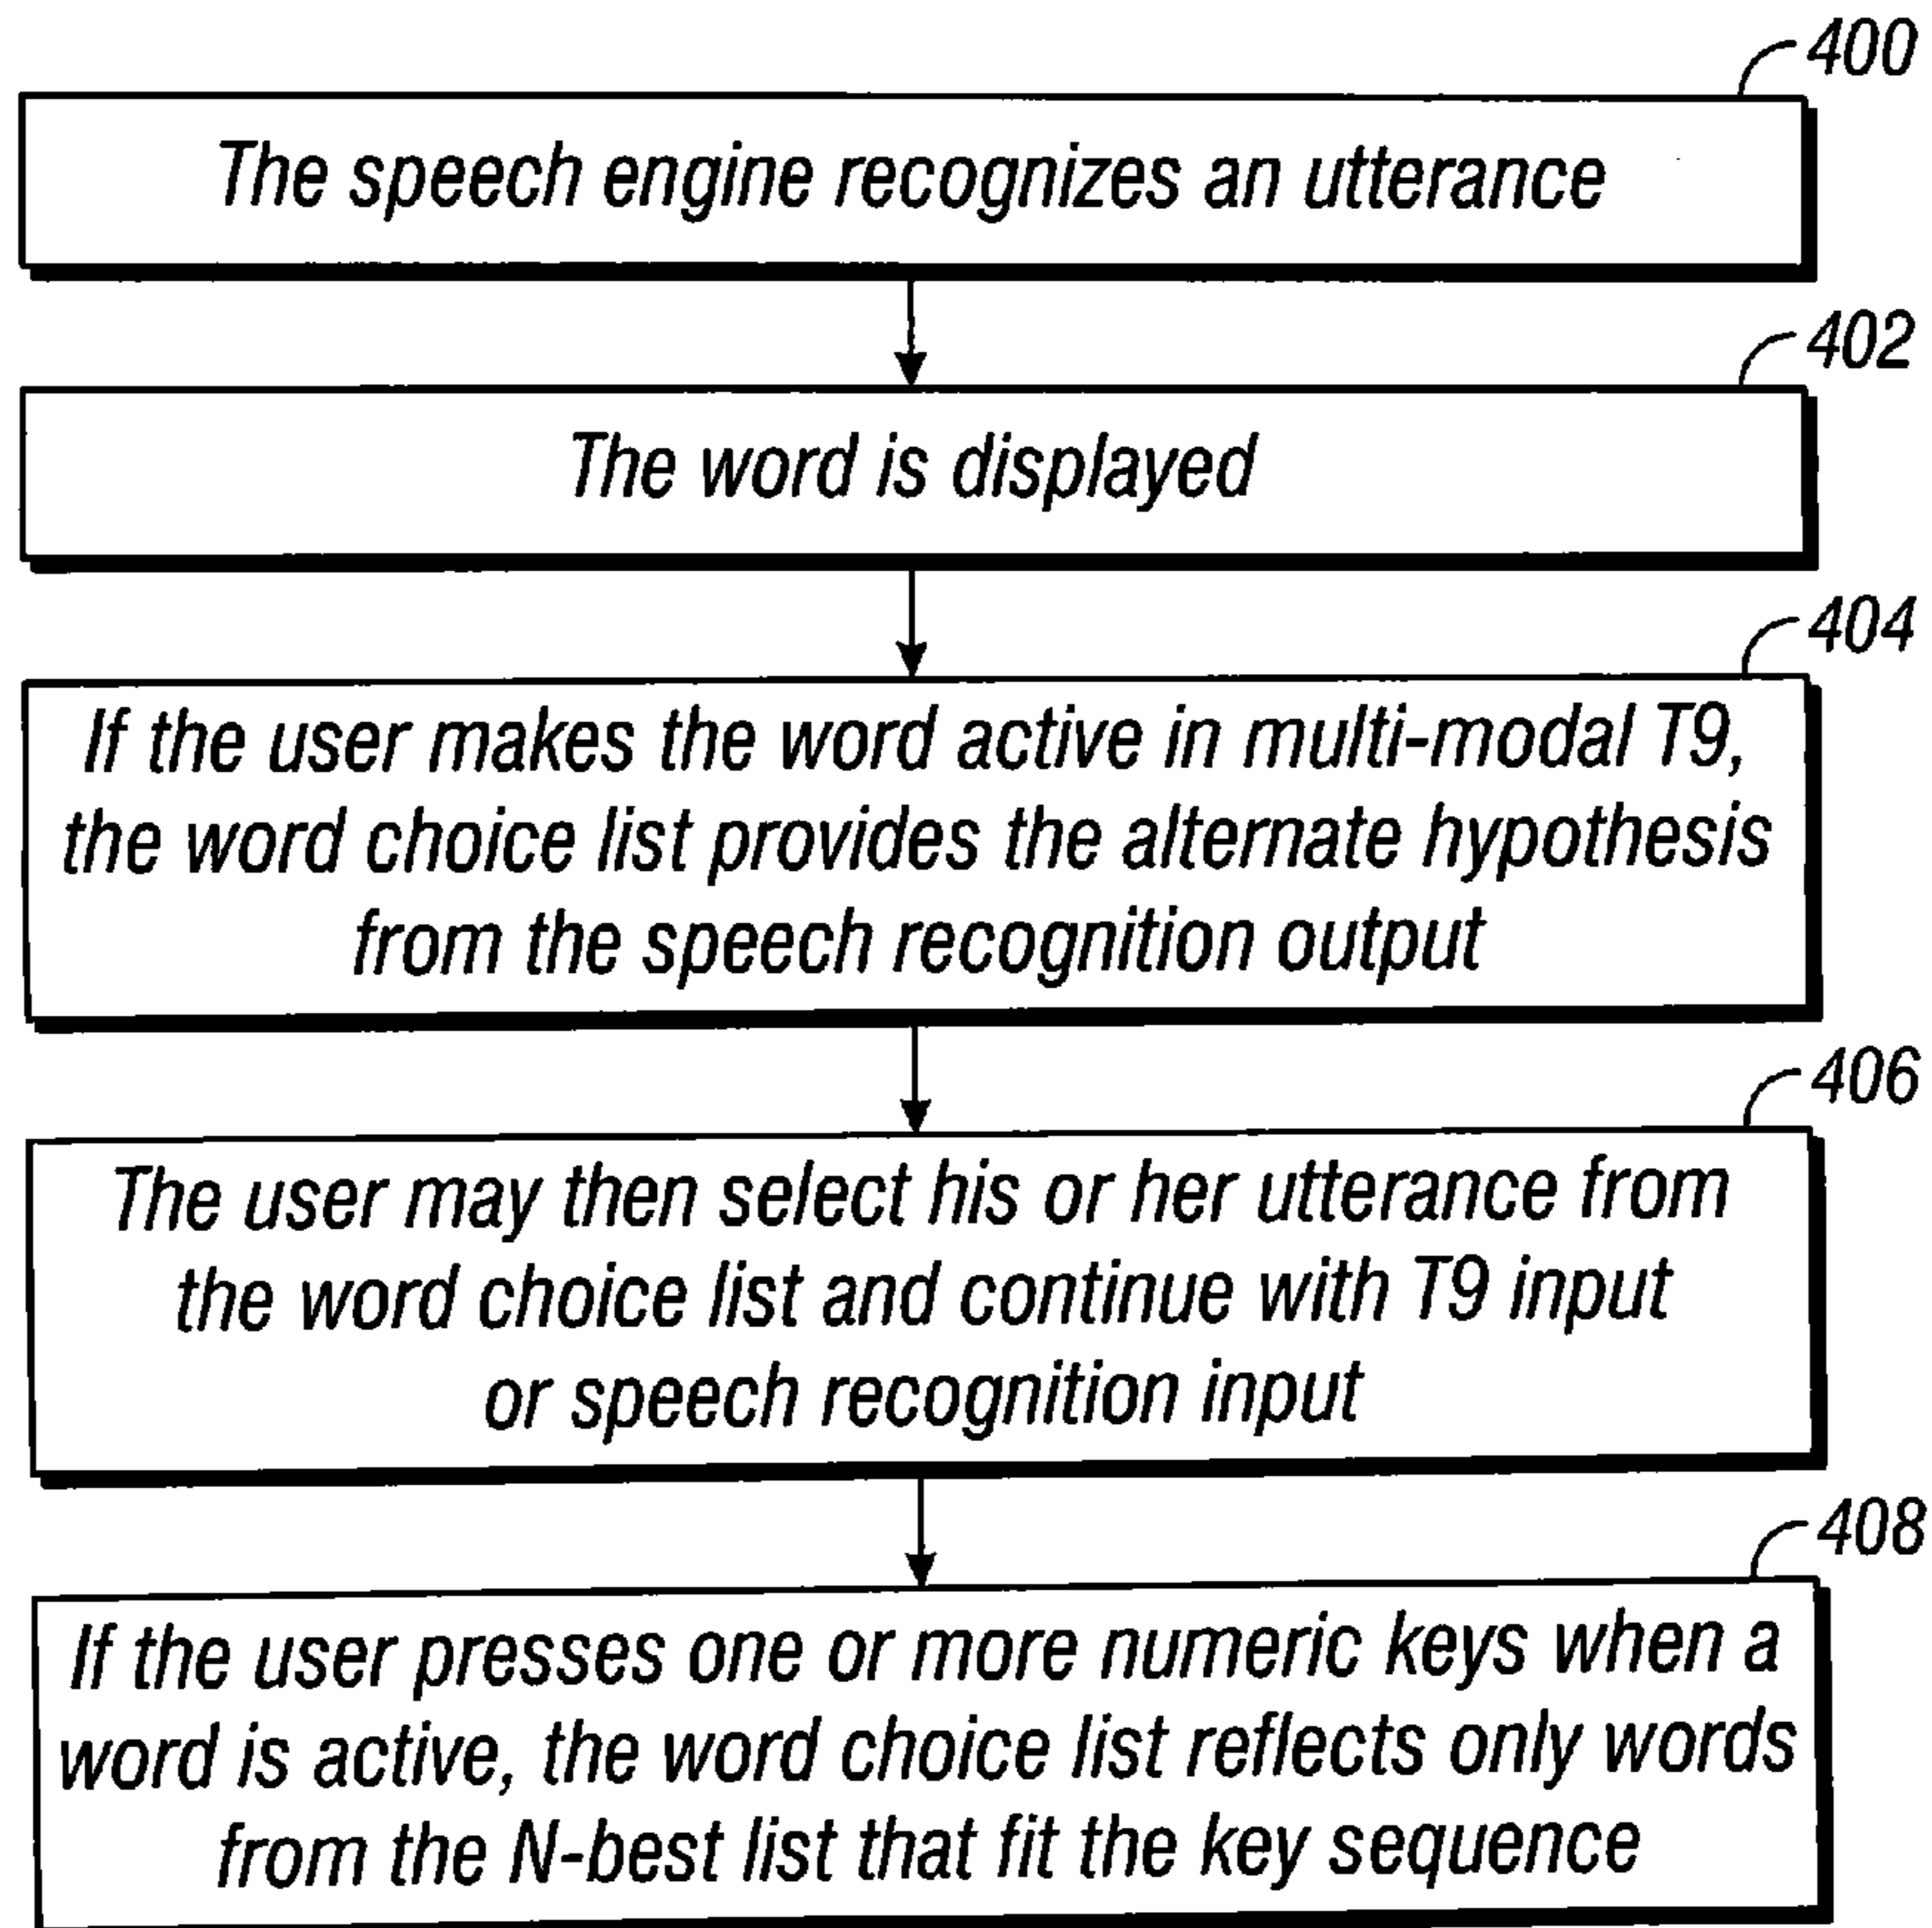 400
The speech engine recognizes an utterance
402
The word is displayed
404
If the user makes the word active in multi-modal T9,
the word choice list provides the alternate hypothesis
from the speech recognition output
406
The user may then select his or her utterance from
the word choice list and continue with T9 input
or speech recognition input
408
If the user presses one or more numeric keys when a
word is active, the word choice list reflects only words
from the N-best list that fit the key sequence